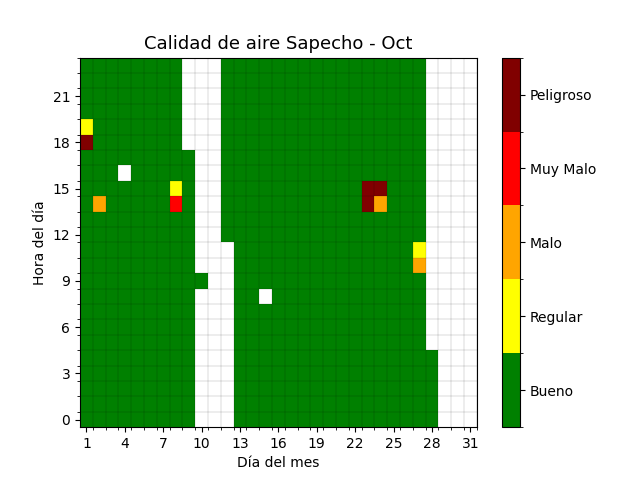 Calidad de aire Sapecho - Oct
Hora del día
21
18
15
12
9
6
3
0
1 4 7 10 13 16 19 22 25 28 31
Día del mes
Peligroso
Muy Malo
Malo
Regular
Bueno